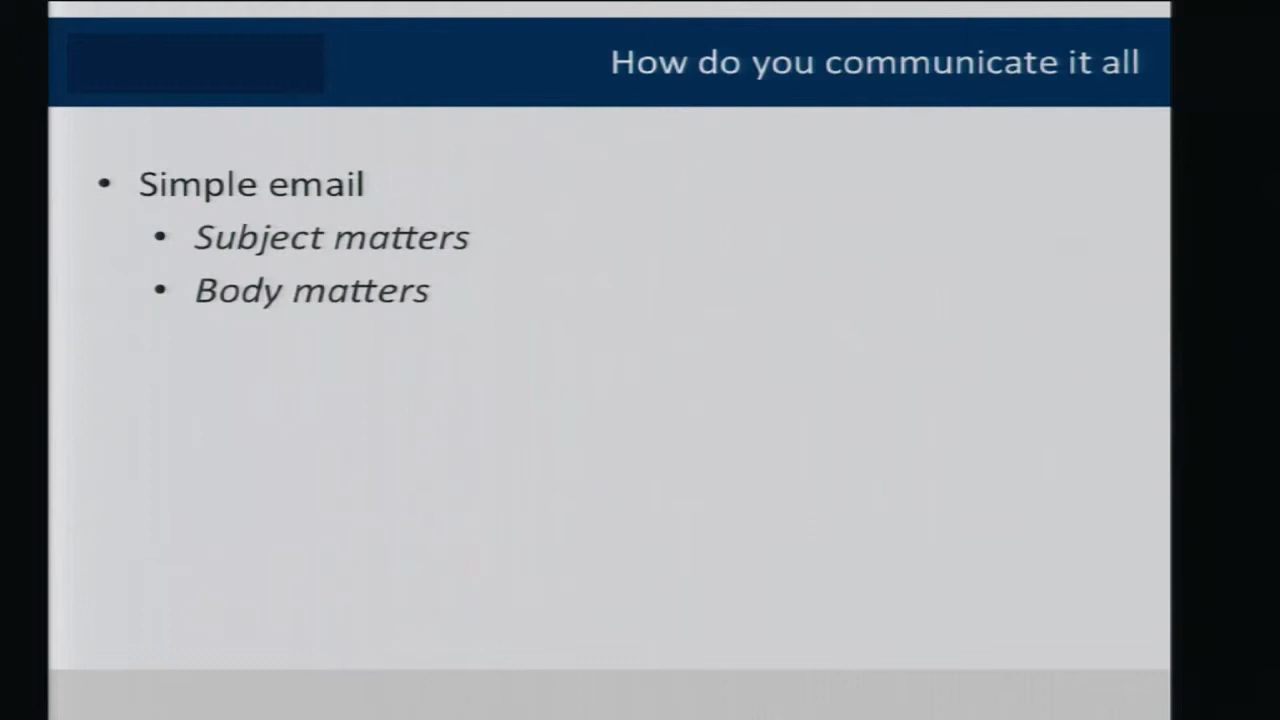 How do you communicate it all
• Simple email
• Subject matters
• Body matters